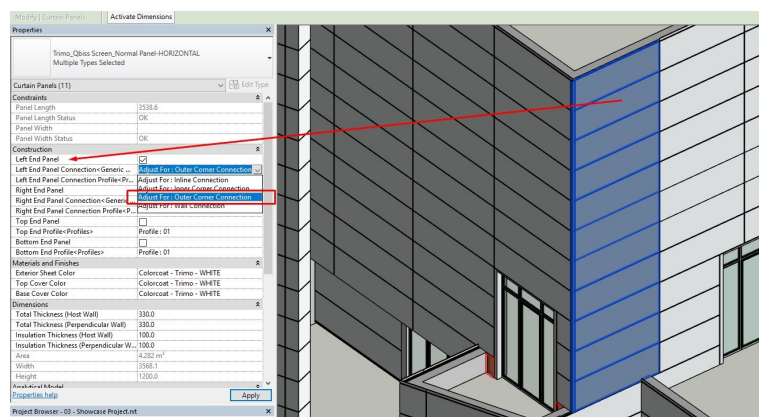 Modify | Curtain Panels
Activate Dimensions
Properties
Trimo_Qbiss Screen_Normal Panel-HORIZONTAL
Multiple Types Selected
Curtain Panels (11)
Edit Type
Constraints
Panel Length 3538.6
Panel Length Status OK
Panel Width
Panel Width Status OK
Construction
Left End Panel
Left End Panel Connection<Generic ... Adjust For : Outer Corner Connection
Left End Panel Connection Profile<Pr... Adjust For : Inline Connection
Right End Panel Adjust For : Inner Corner Connection
Right End Panel Connection<Generic... Adjust For : Outer Corner Connection
Right End Panel Connection Profile<P... Adjust For : Wall Connection
Top End Panel
Top End Profile<Profiles> Profile : 01
Bottom End Panel
Bottom End Profile<Profiles> Profile : 01
Materials and Finishes
Exterior Sheet Color Colorcoat - Trimo - WHITE
Top Cover Color Colorcoat - Trimo - WHITE
Base Cover Color Colorcoat - Trimo - WHITE
Dimensions
Total Thickness (Host Wall) 330.0
Total Thickness (Perpendicular Wall) 330.0
Insulation Thickness (Host Wall) 100.0
Insulation Thickness (Perpendicular W... 100.0
Area 4.282 m²
Width 3568.1
Height 1200.0
Analytical Model
Properties help
Apply
Project Browser - 03 - Showcase Project.rvt